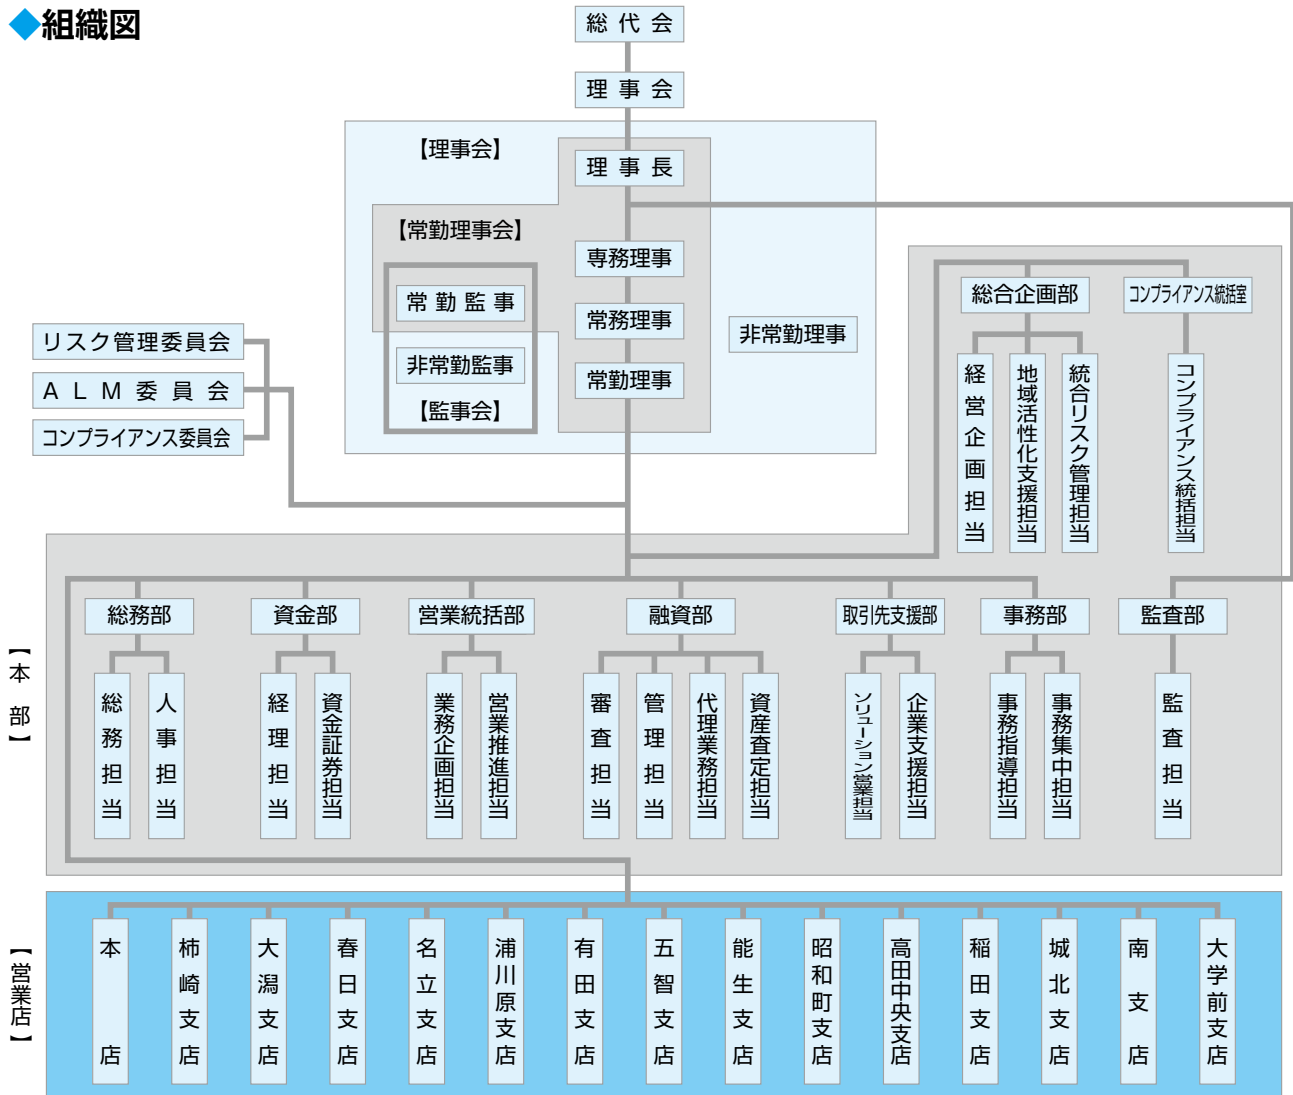 ◆組織図
総代会
理事会
【理事会】
理事長
【常勤理事会】
専務理事
常勤監事
常務理事
非常勤理事
非常勤監事
常勤理事
【監事会】
リスク管理委員会
ALM委員会
コンプライアンス委員会
総合企画部
コンプライアンス統括室
経営企画担当
地域活性化支援担当
統合リスク管理担当
コンプライアンス統括担当
【本部】
総務部
資金部
営業統括部
融資部
取引先支援部
事務部
監査部
総務担当
人事担当
経理担当
資金証券担当
業務企画担当
営業推進担当
審査担当
管理担当
代理業務担当
資産査定担当
ソリューション営業担当
企業支援担当
事務指導担当
事務集中担当
監査担当
【営業店】
本店
柿崎支店
大潟支店
春日支店
名立支店
浦川原支店
有田支店
五智支店
能生支店
昭和町支店
高田中央支店
稲田支店
城北支店
南支店
大学前支店